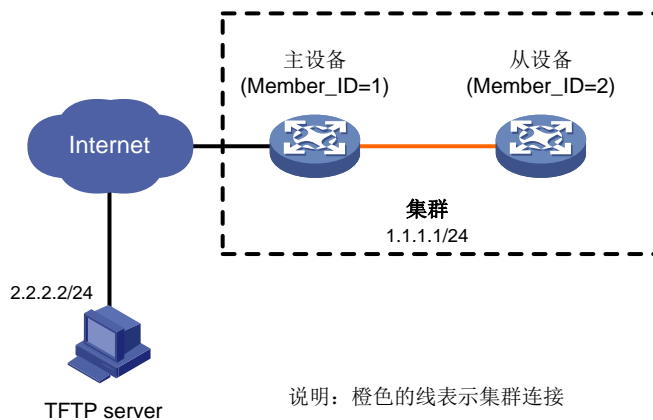 主设备
(Member_ID=1)
从设备
(Member_ID=2)
Internet
集群
1.1.1.1/24
2.2.2.2/24
TFTP server
说明：橙色的线表示集群连接